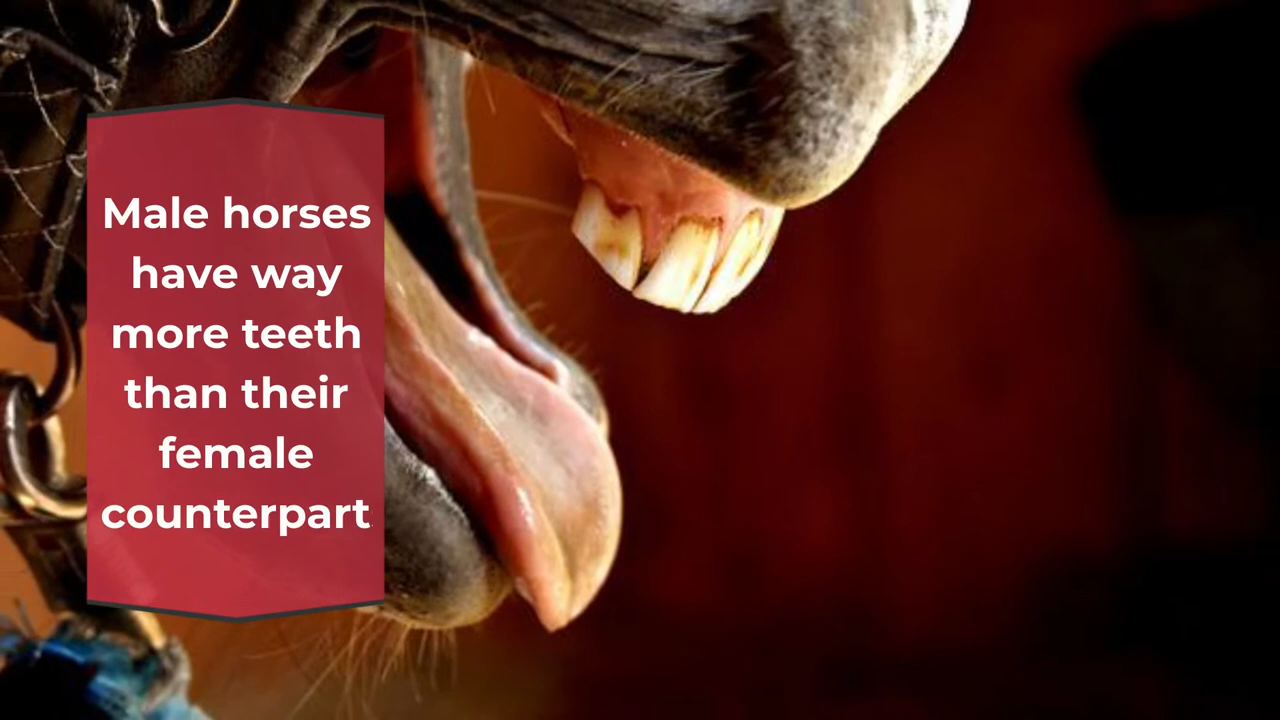 Male horses
have way
more teeth
than their
female
counterpart.